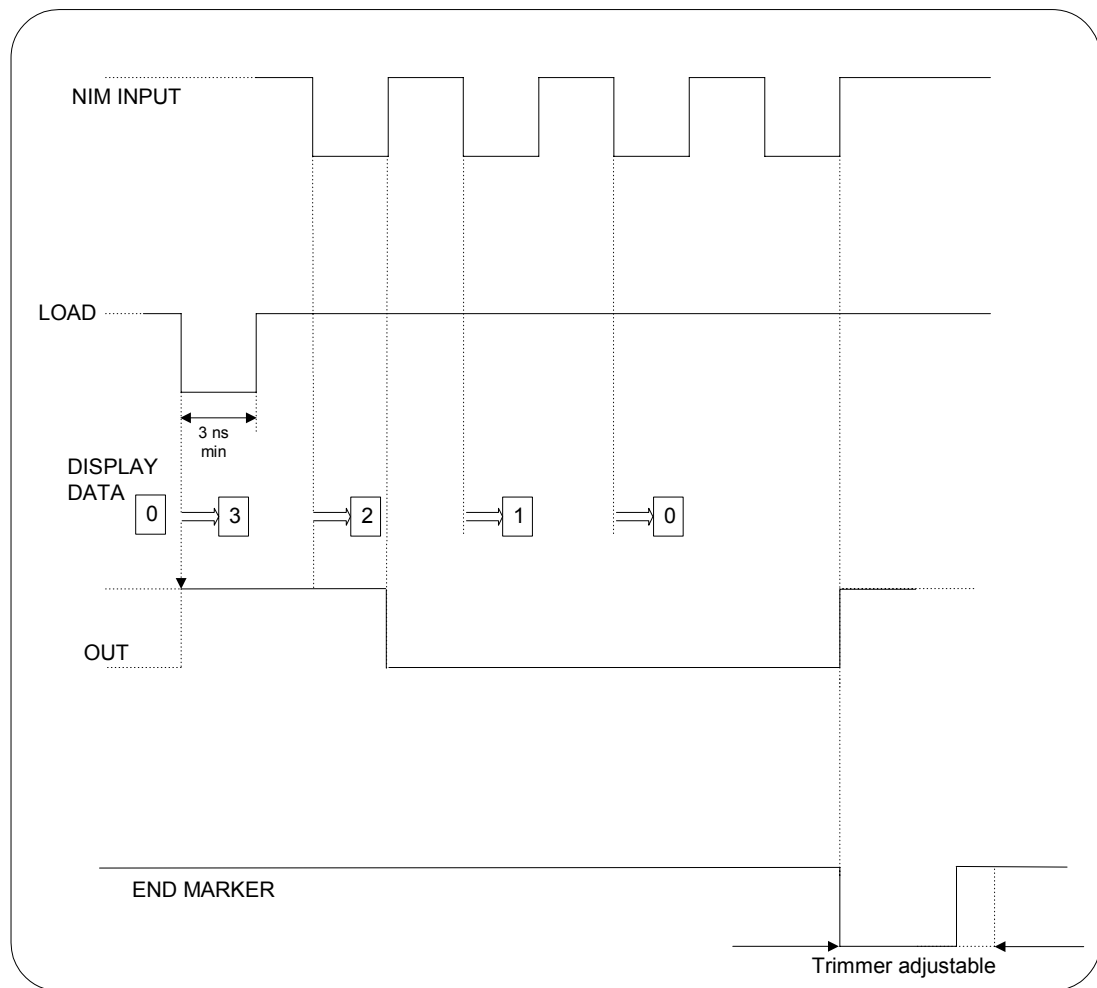 NIM INPUT
LOAD
3 ns
min
DISPLAY
DATA
0 3 2 1 0
OUT
END MARKER
Trimmer adjustable